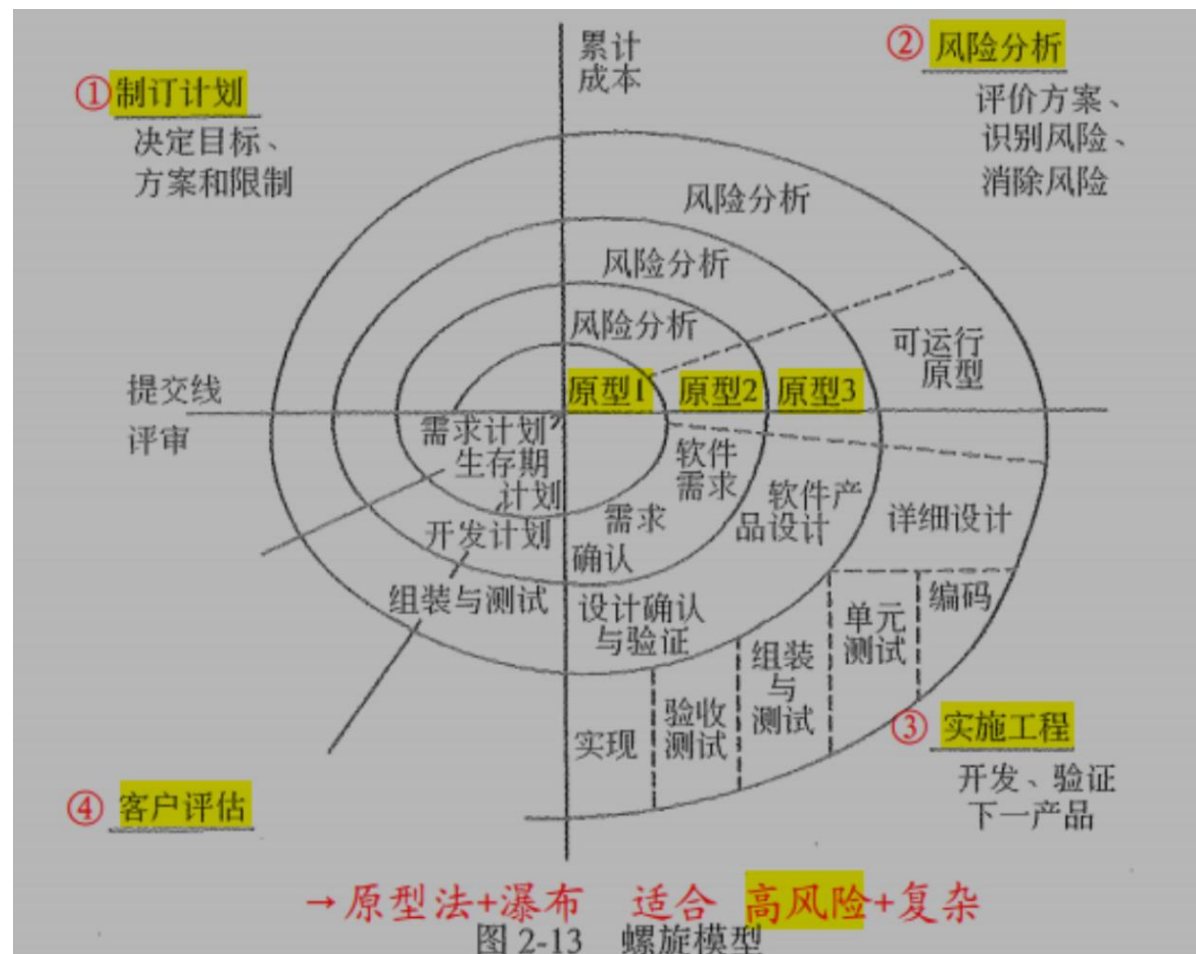 累计
成本
① 制订计划
决定目标、
方案和限制
② 风险分析
评价方案、
识别风险、
消除风险
风险分析
风险分析
风险分析
可运行
原型
提交线
评审
原型1
原型2
原型3
需求计划
生存期
计划
开发计划
组装与测试
需求
确认
软件
需求
软件产
品设计
设计确认
与验证
详细设计
编码
单元
测试
组装
与
测试
验收
测试
实现
③ 实施工程
开发、验证
下一产品
④ 客户评估
→原型法+瀑布 适合 高风险+复杂
图 2-13 螺旋模型